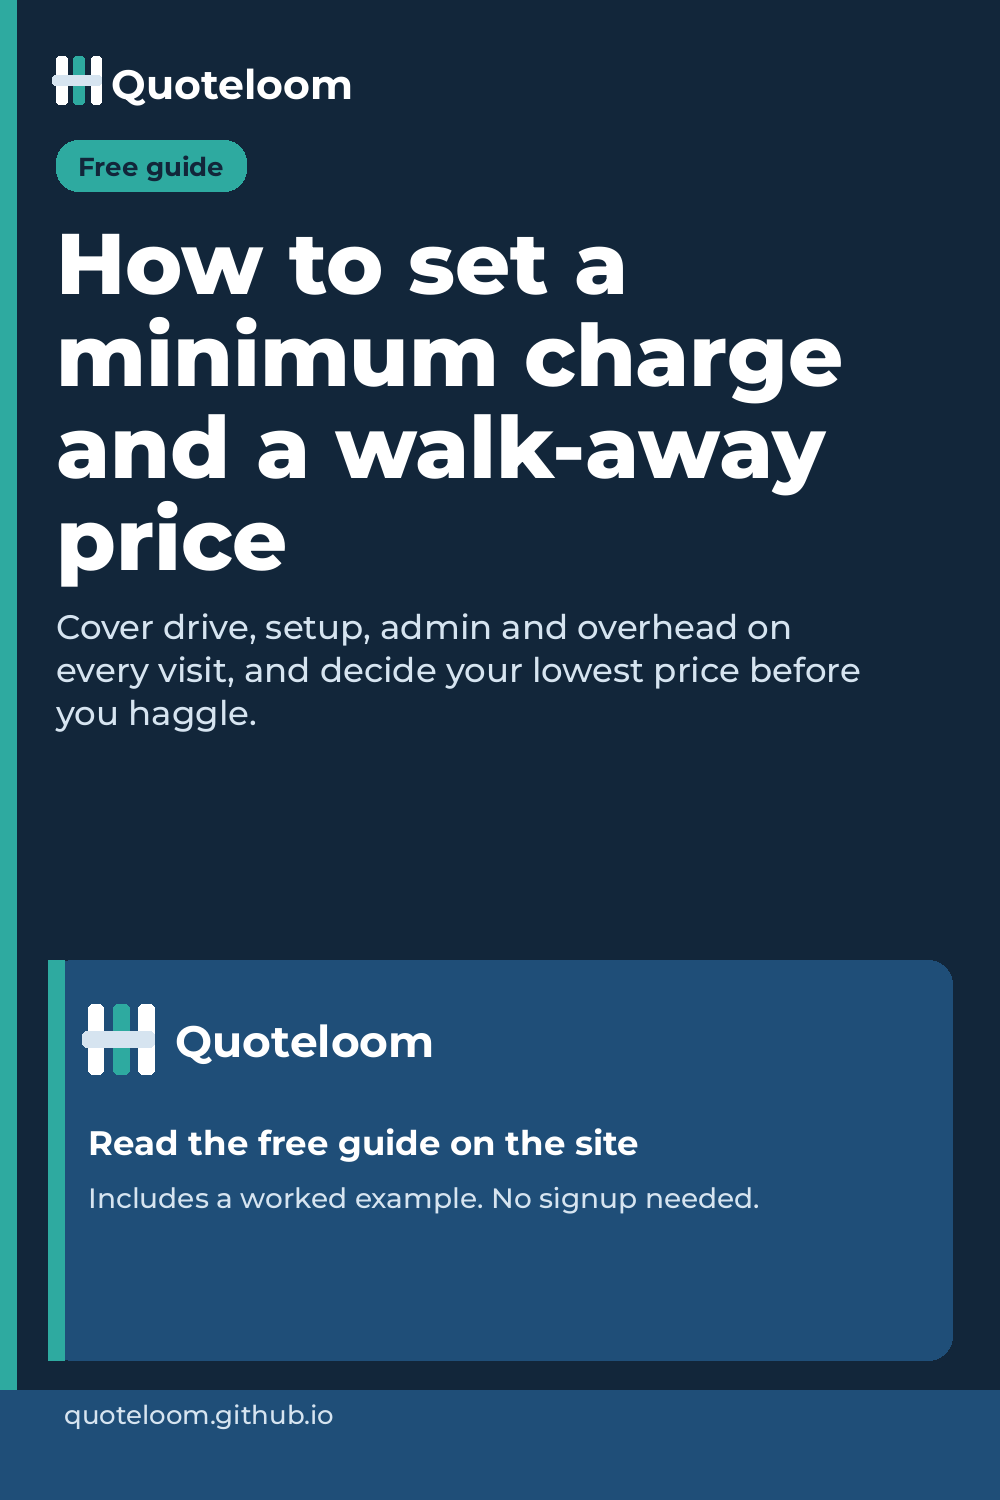 Quoteloom
Free guide
How to set a
minimum charge
and a walk-away
price
Cover drive, setup, admin and overhead on
every visit, and decide your lowest price before
you haggle.
Quoteloom
Read the free guide on the site
Includes a worked example. No signup needed.
quoteloom.github.io